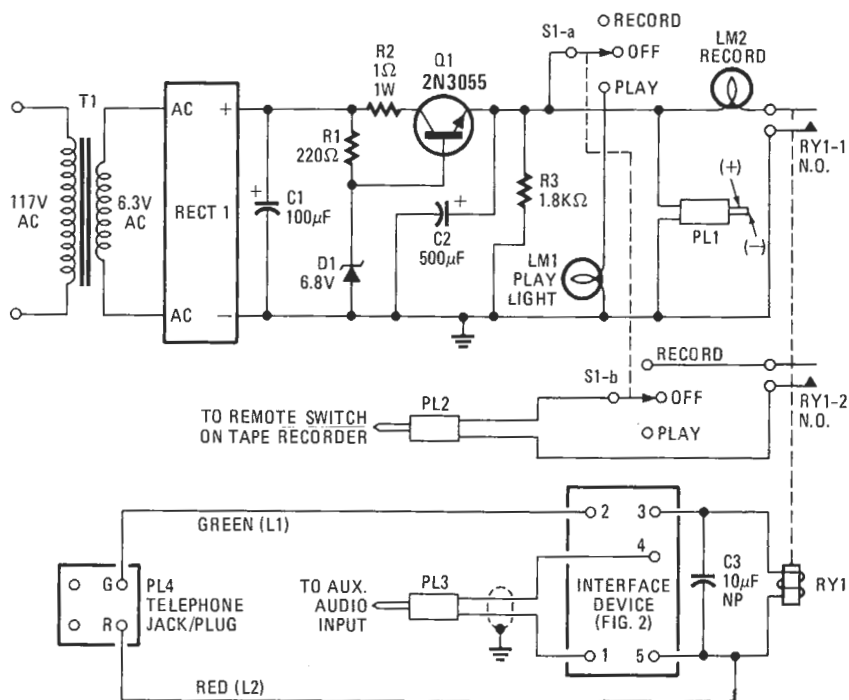 RECORD
S1-a
OFF
PLAY
LM2
RECORD
R2
1Ω
1W
Q1
2N3055
T1
AC
+
R1
220Ω
RY1-1
N.O.
117V
AC
6.3V
AC
RECT 1
+
C1
100µF
+
C2
500µF
R3
1.8KΩ
(+)
PL1
(−)
D1
6.8V
LM1
PLAY
LIGHT
AC
−
RECORD
S1-b
OFF
PLAY
RY1-2
N.O.
TO REMOTE SWITCH
ON TAPE RECORDER
PL2
GREEN (L1)
2
3
4
INTERFACE
DEVICE
(FIG. 2)
1
5
C3
10µF
NP
RY1
G
R
PL4
TELEPHONE
JACK/PLUG
TO AUX.
AUDIO
INPUT
PL3
RED (L2)